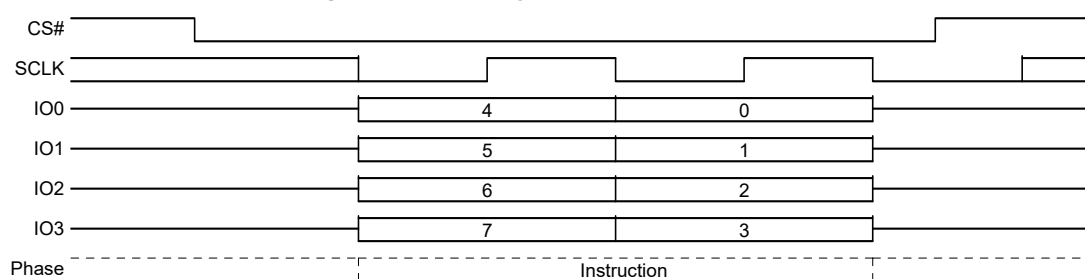 CS#
SCLK
IO0 4 0
IO1 5 1
IO2 6 2
IO3 7 3
Phase Instruction